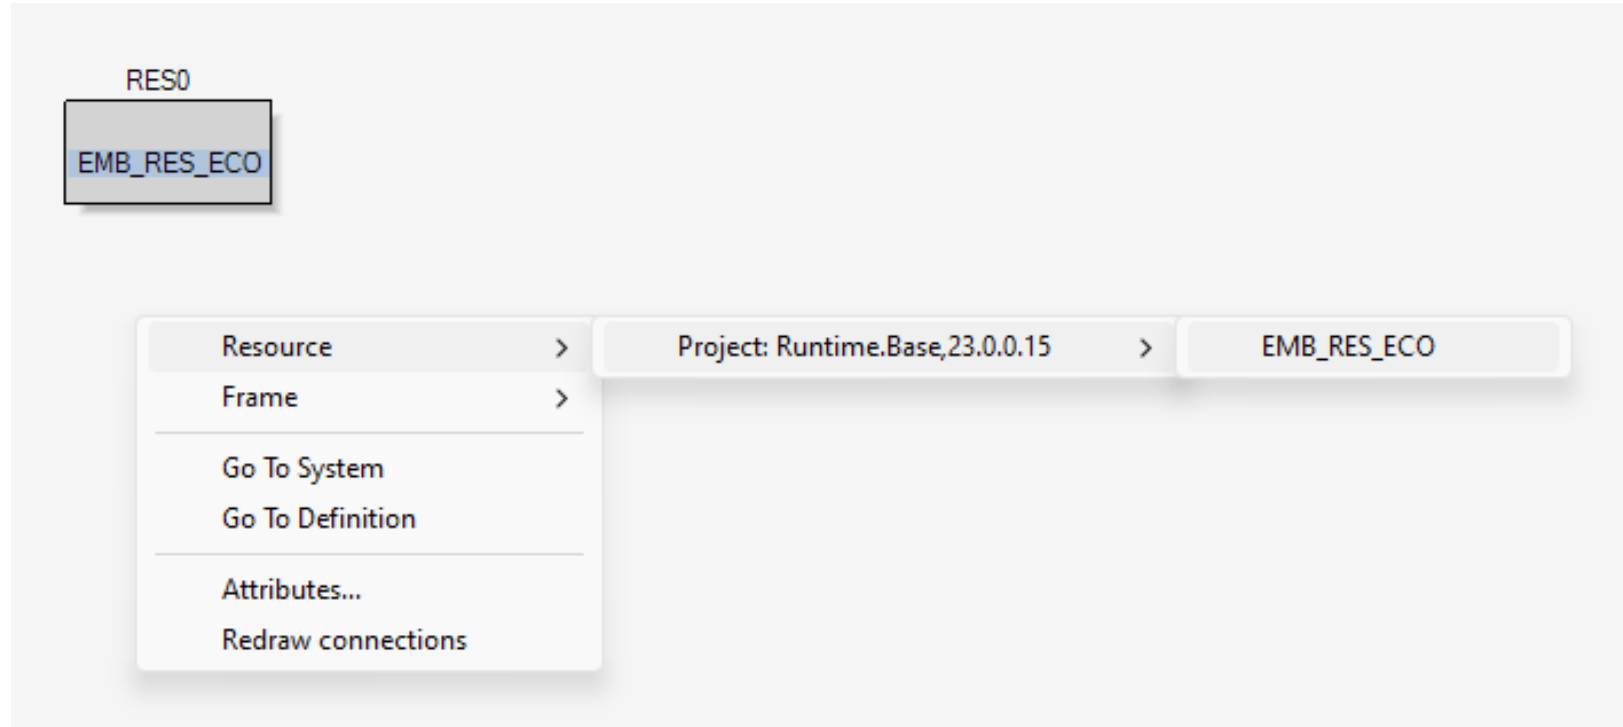 RES0
EMB_RES_ECO
Resource
Project: Runtime.Base,23.0.0.15
EMB_RES_ECO
Frame
Go To System
Go To Definition
Attributes...
Redraw connections